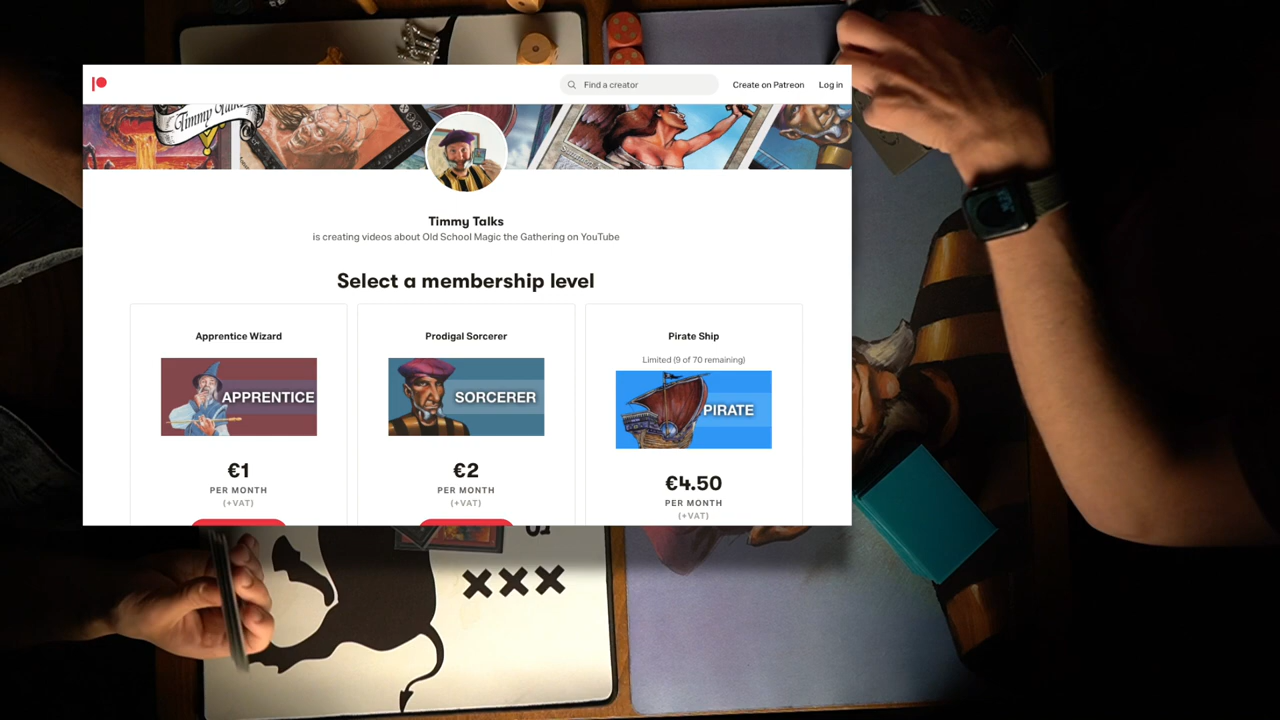 Find a creator
Create on Patreon
Log in
Timmy Talks
Timmy Talks
is creating videos about Old School Magic the Gathering on YouTube
Select a membership level
Apprentice Wizard
Prodigal Sorcerer
Pirate Ship
Limited (9 of 70 remaining)
APPRENTICE
SORCERER
PIRATE
€1
€2
€4.50
PER MONTH
PER MONTH
PER MONTH
(+VAT)
(+VAT)
(+VAT)
XXX